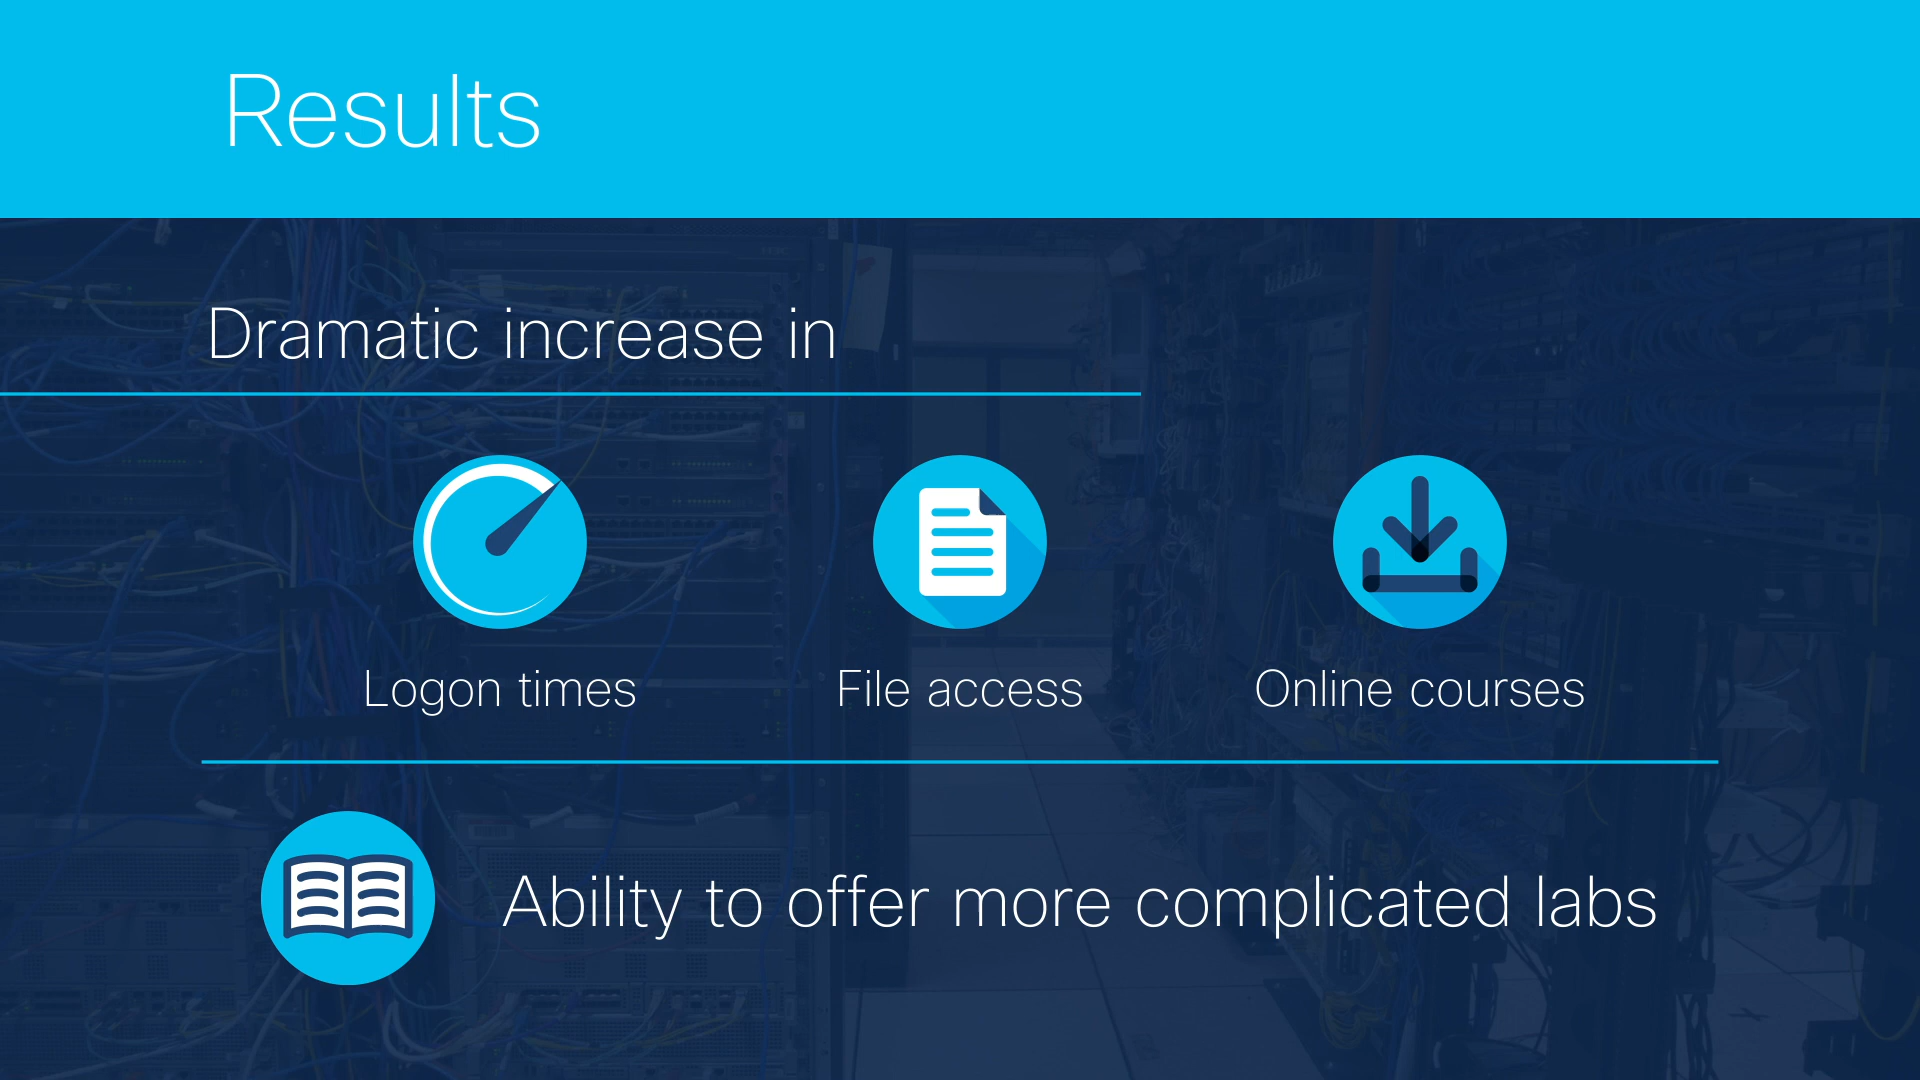 Results
Dramatic increase in
Logon times
File access
Online courses
Ability to offer more complicated labs